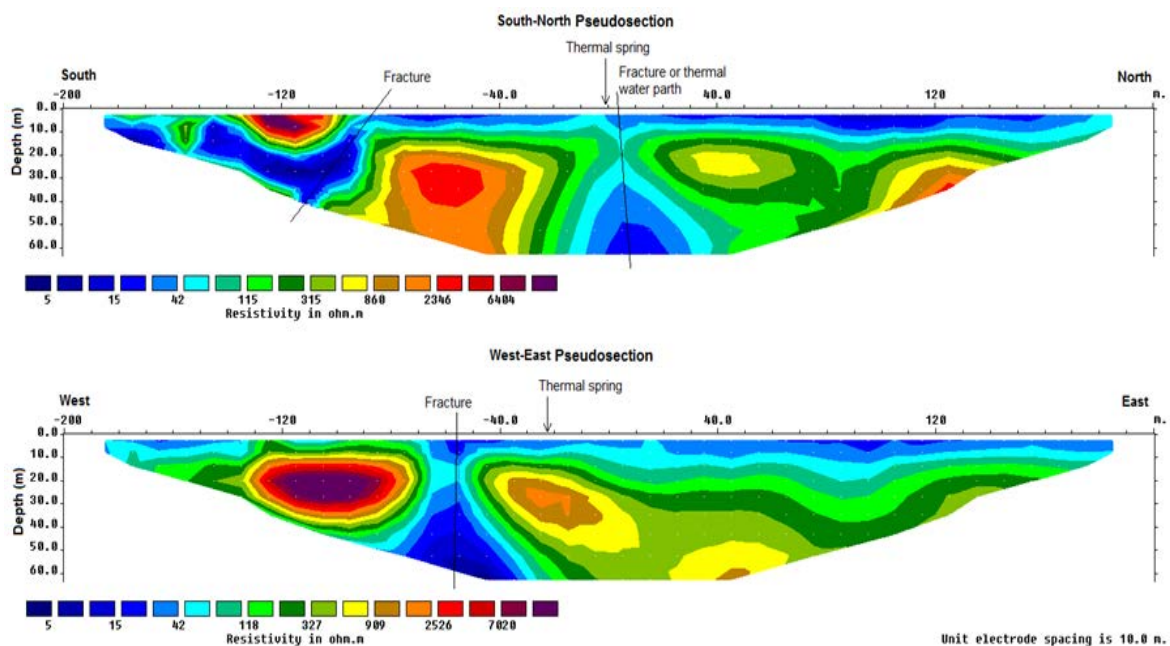 South-North Pseudosection
Thermal spring
South
Fracture
Fracture or thermal
water parth
North
-200 -120 -40.0 40.0 120 m.
Depth (m)
0.0
10.0
20.0
30.0
40.0
50.0
60.0
5 15 42 115 315 860 2346 6404
Resistivity in ohm.m
West-East Pseudosection
Thermal spring
West
Fracture
East
-200 -120 -40.0 40.0 120 m.
Depth (m)
0.0
10.0
20.0
30.0
40.0
50.0
60.0
5 15 42 118 327 909 2526 7020
Resistivity in ohm.m
Unit electrode spacing is 10.0 m.